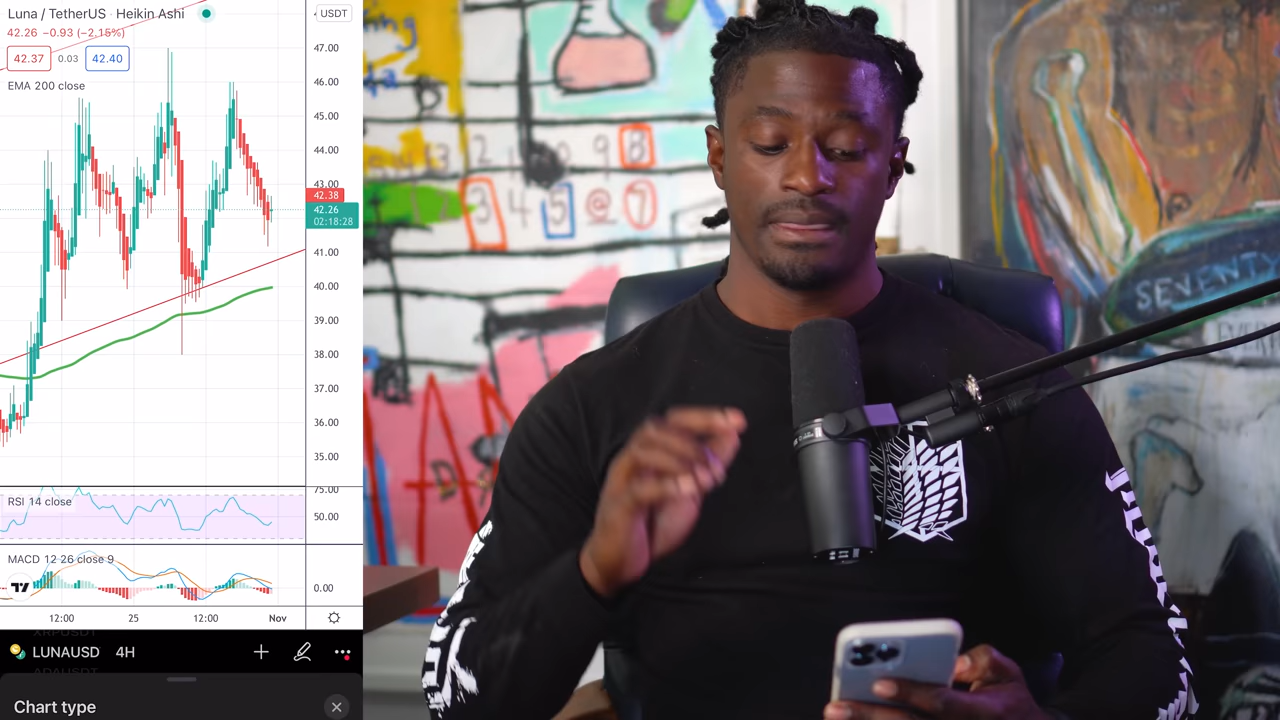 Luna / TetherUS · Heikin Ashi
USDT
42.26 −0.93 (−2.15%)
42.37 0.03 42.40
EMA 200 close
47.00
46.00
45.00
44.00
43.00
42.38
42.26
02:18:28
41.00
40.00
39.00
38.00
37.00
36.00
35.00
RSI 14 close
75.00
50.00
MACD 12 26 close 9
0.00
12:00 25 12:00 Nov
LUNAUSD 4H
Chart type
3 4 5 @ 7
SEVENTY